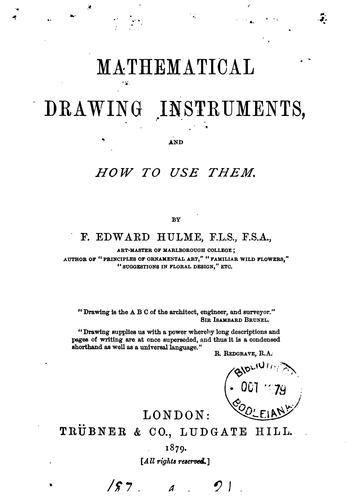 MATHEMATICAL
DRAWING INSTRUMENTS,
AND
HOW TO USE THEM.
BY
F. EDWARD HULME, F.L.S., F.S.A.,
ART-MASTER OF MARLBOROUGH COLLEGE;
AUTHOR OF "PRINCIPLES OF ORNAMENTAL ART," "FAMILIAR WILD FLOWERS,"
"SUGGESTIONS IN FLORAL DESIGN," ETC.
"Drawing is the A B C of the architect, engineer, and surveyor."
SIR ISAMBARD BRUNEL.
"Drawing supplies us with a power whereby long descriptions and
pages of writing are at once superseded, and thus it is a condensed
shorthand as well as a universal language."
R. REDGRAVE, R.A.
OCT 79
BODLEIANA
LONDON:
TRÜBNER & CO., LUDGATE HILL.
1879.
[All rights reserved.]
187. a. 21.